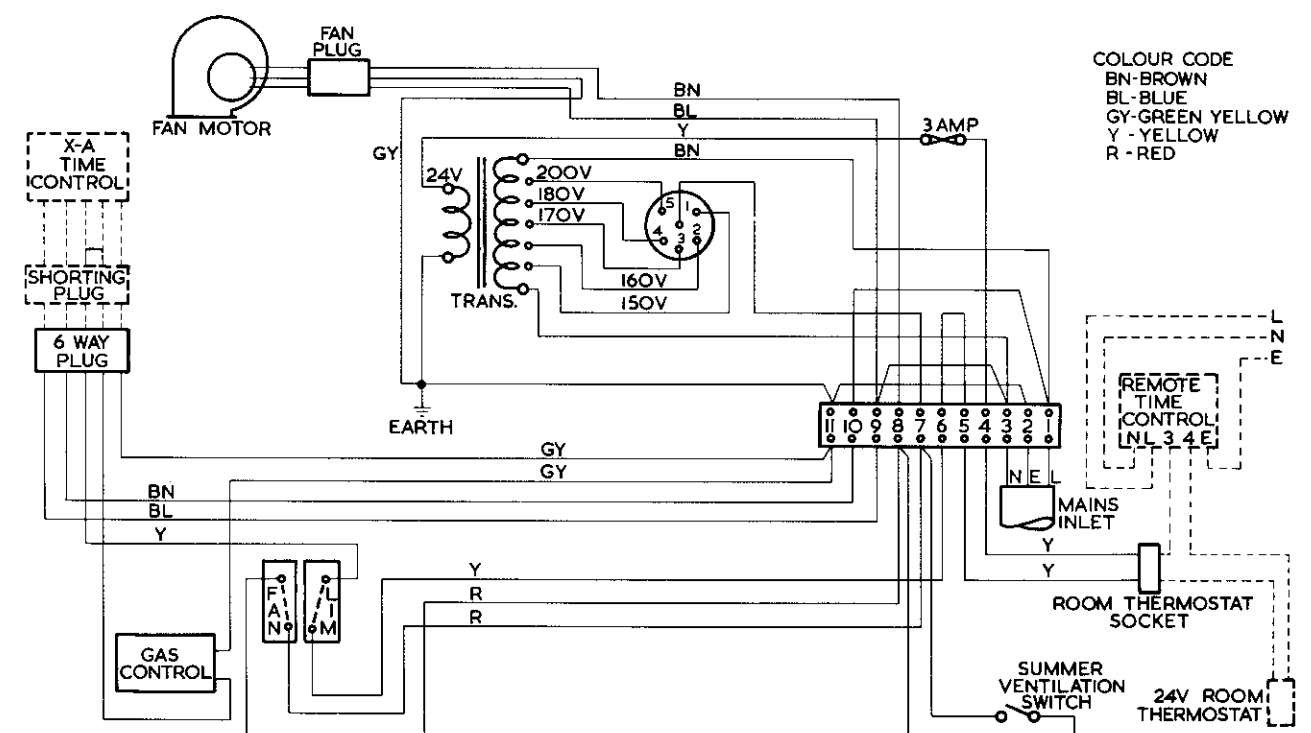 FAN
PLUG
FAN MOTOR
COLOUR CODE
BN-BROWN
BL-BLUE
GY-GREEN YELLOW
Y - YELLOW
R - RED
X-A
TIME
CONTROL
SHORTING
PLUG
6 WAY
PLUG
BN
BL
Y
3 AMP
BN
GY
24V
200V
180V
170V
160V
150V
TRANS.
5 1
4 3 2
EARTH
L
N
E
REMOTE
TIME
CONTROL
N L 3 4 E
11 10 9 8 7 6 5 4 3 2 1
N E L
MAINS
INLET
GY
GY
BN
BL
Y
Y
Y
ROOM THERMOSTAT
SOCKET
FAN
LIM
Y
R
R
GAS
CONTROL
SUMMER
VENTILATION
SWITCH
24V ROOM
THERMOSTAT